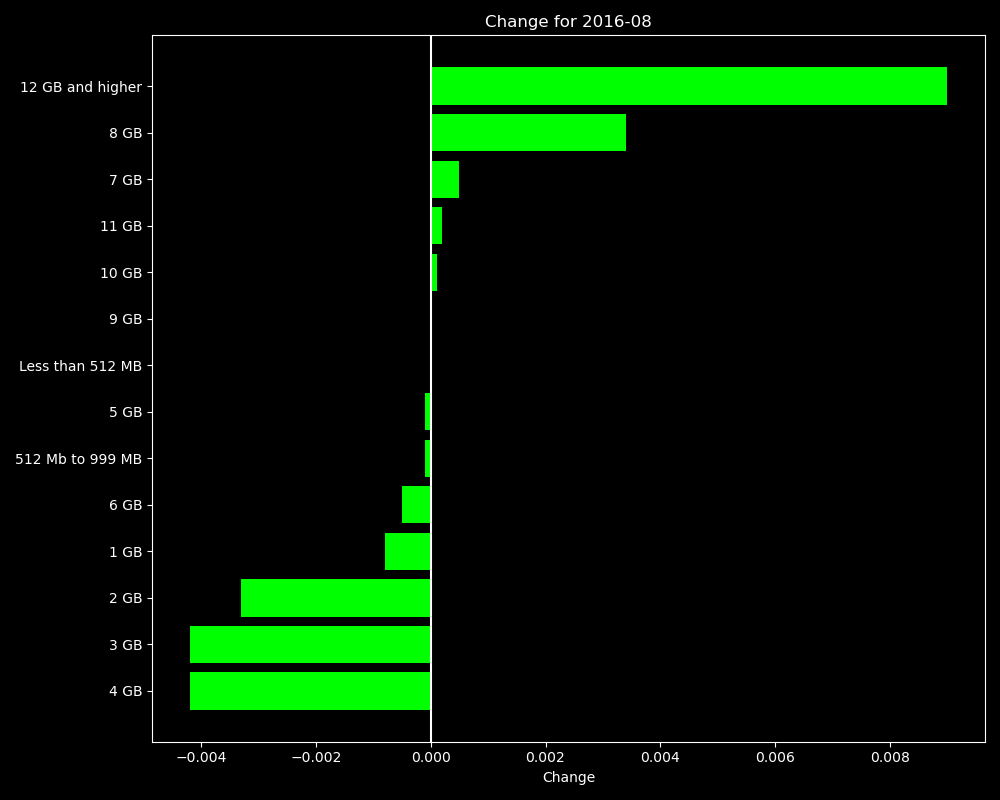 Change for 2016-08
12 GB and higher
8 GB
7 GB
11 GB
10 GB
9 GB
Less than 512 MB
5 GB
512 Mb to 999 MB
6 GB
1 GB
2 GB
3 GB
4 GB
−0.004 −0.002 0.000 0.002 0.004 0.006 0.008
Change